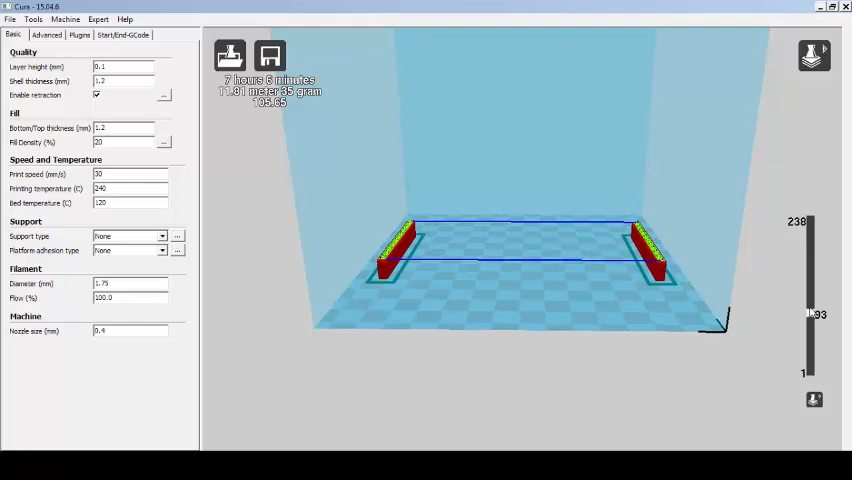 Cura - 15.04.6
File Tools Machine Expert Help
Basic Advanced Plugins Start/End-GCode
Quality
Layer height (mm) 0.1
Shell thickness (mm) 1.2
Enable retraction ...
Fill
Bottom/Top thickness (mm) 1.2
Fill Density (%) 20 ...
Speed and Temperature
Print speed (mm/s) 30
Printing temperature (C) 240
Bed temperature (C) 120
Support
Support type None ...
Platform adhesion type None ...
Filament
Diameter (mm) 1.75
Flow (%) 100.0
Machine
Nozzle size (mm) 0.4
7 hours 6 minutes
11.81 meter 35 gram
105.65
238
93
1